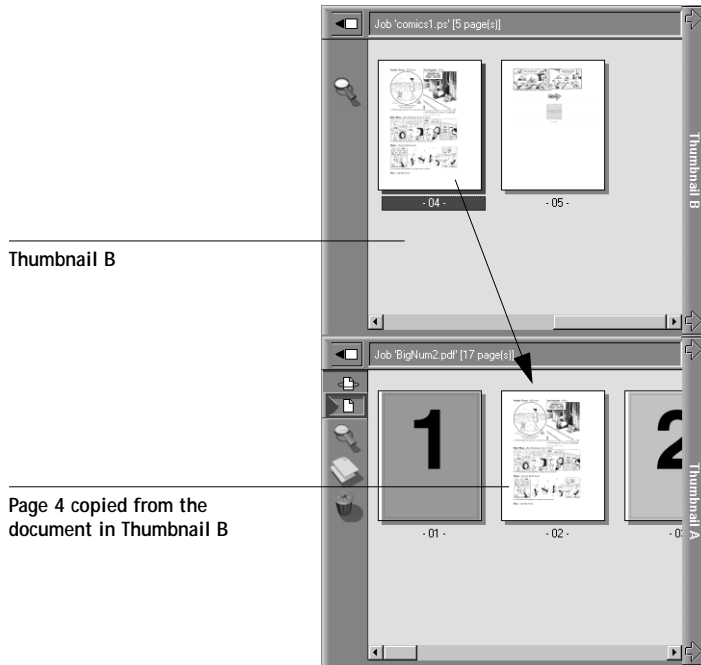 Job 'comics1.ps' [5 page(s)]
- 04 -
- 05 -
Thumbnail B
Thumbnail B
Job 'BigNum2.pdf' [17 page(s)]
1
2
- 01 -
- 02 -
- 0
Thumbnail A
Page 4 copied from the
document in Thumbnail B